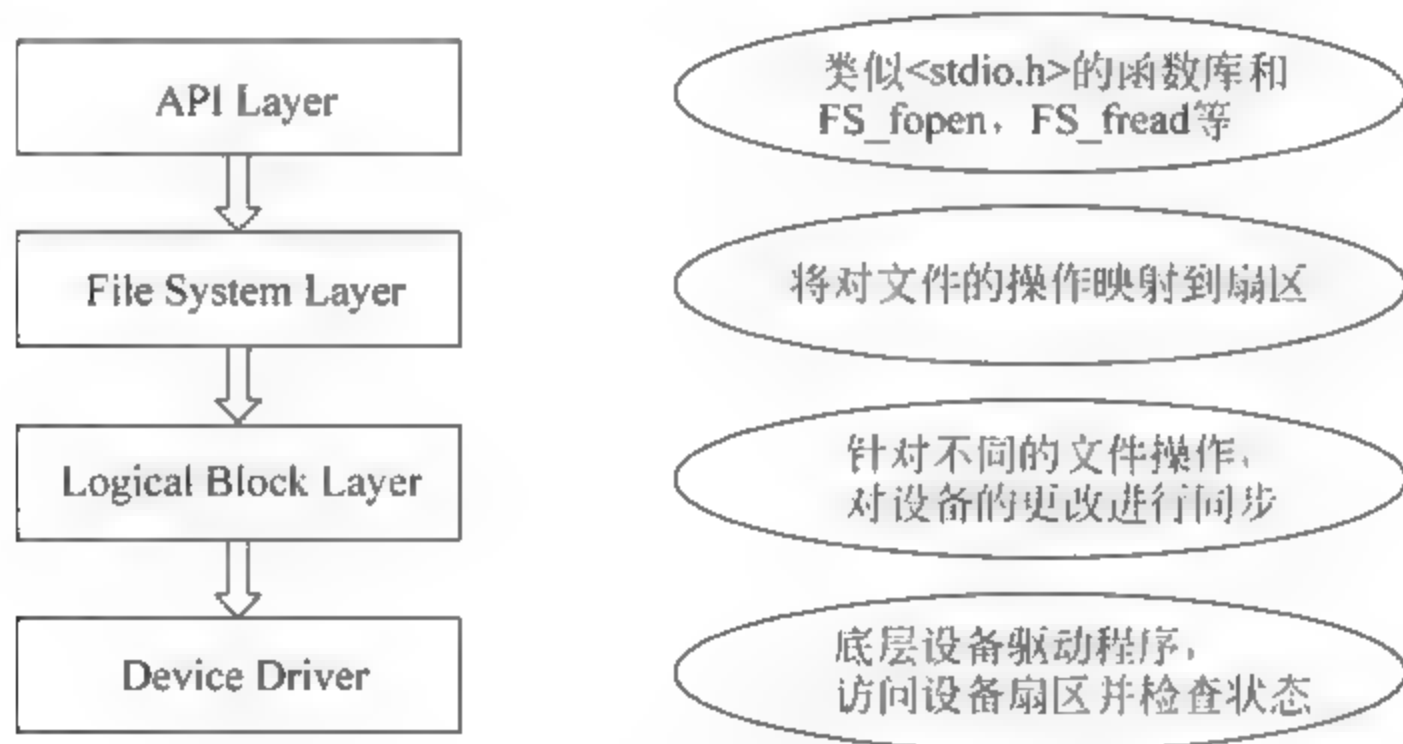 API Layer
类似<stdio.h>的函数库和
FS_fopen，FS_fread等
File System Layer
将对文件的操作映射到扇区
Logical Block Layer
针对不同的文件操作，
对设备的更改进行同步
Device Driver
底层设备驱动程序，
访问设备扇区并检查状态